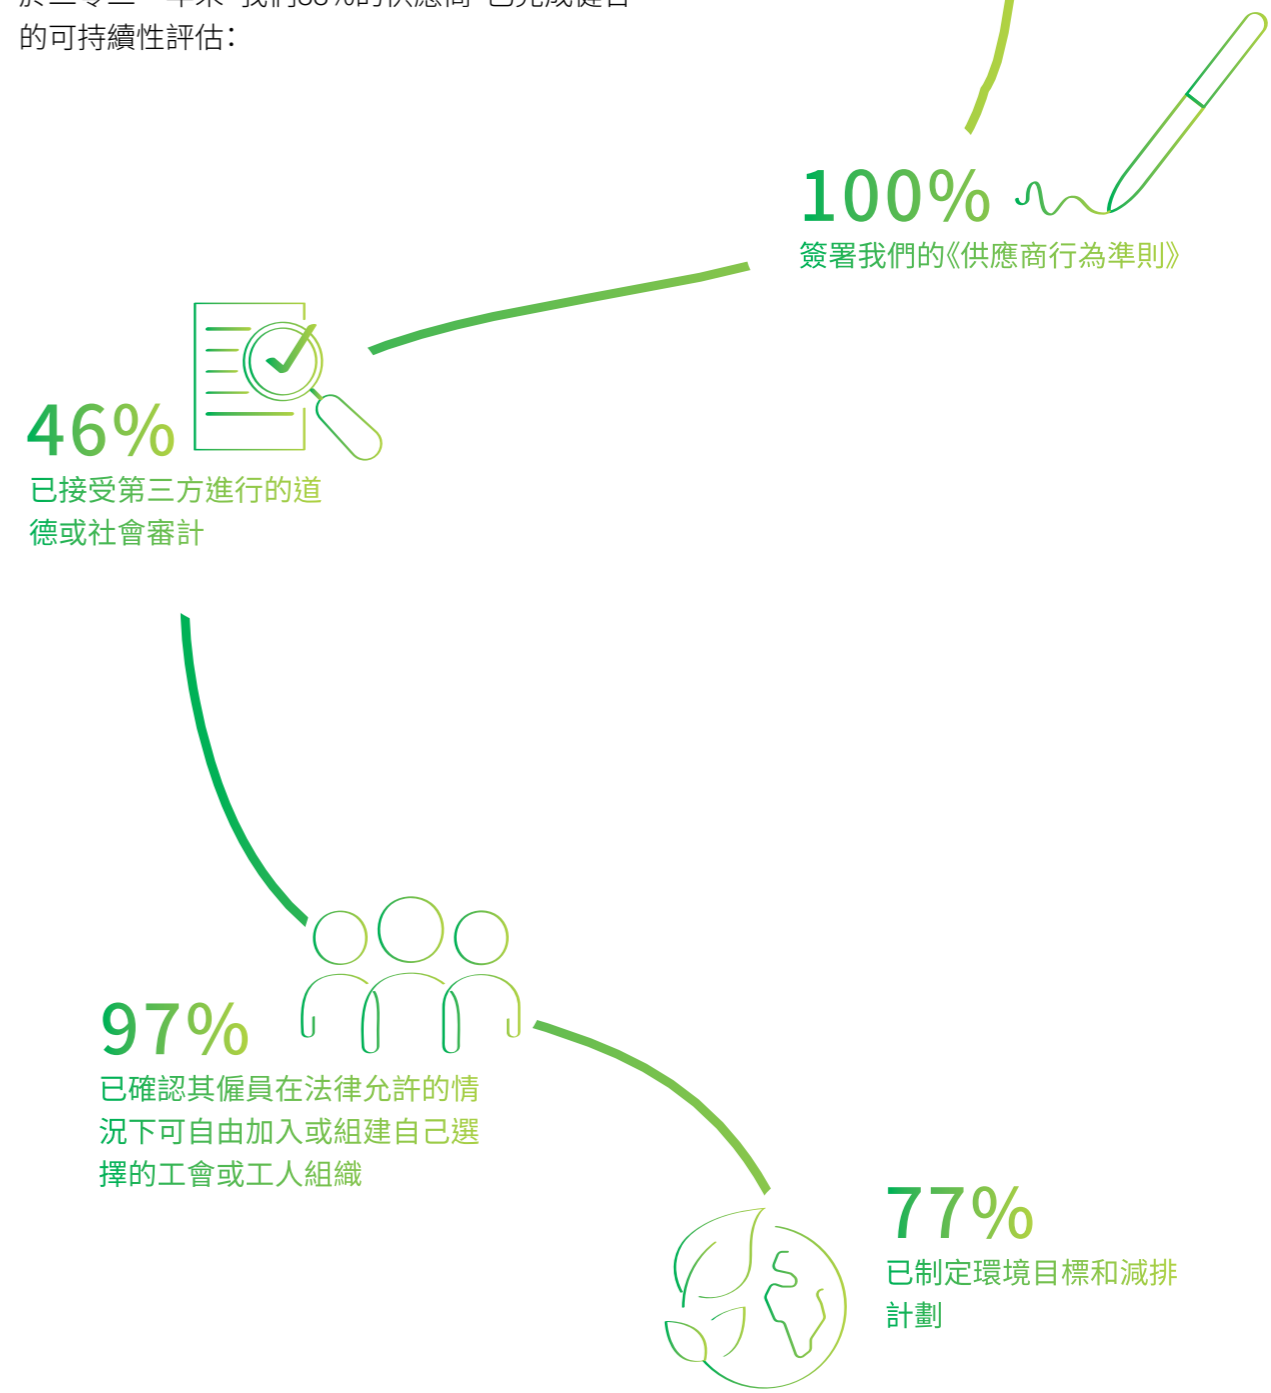 的可持續性評估：
100%
簽署我們的《供應商行為準則》
46%
已接受第三方進行的道
德或社會審計
97%
已確認其僱員在法律允許的情
況下可自由加入或組建自己選
擇的工會或工人組織
77%
已制定環境目標和減排
計劃